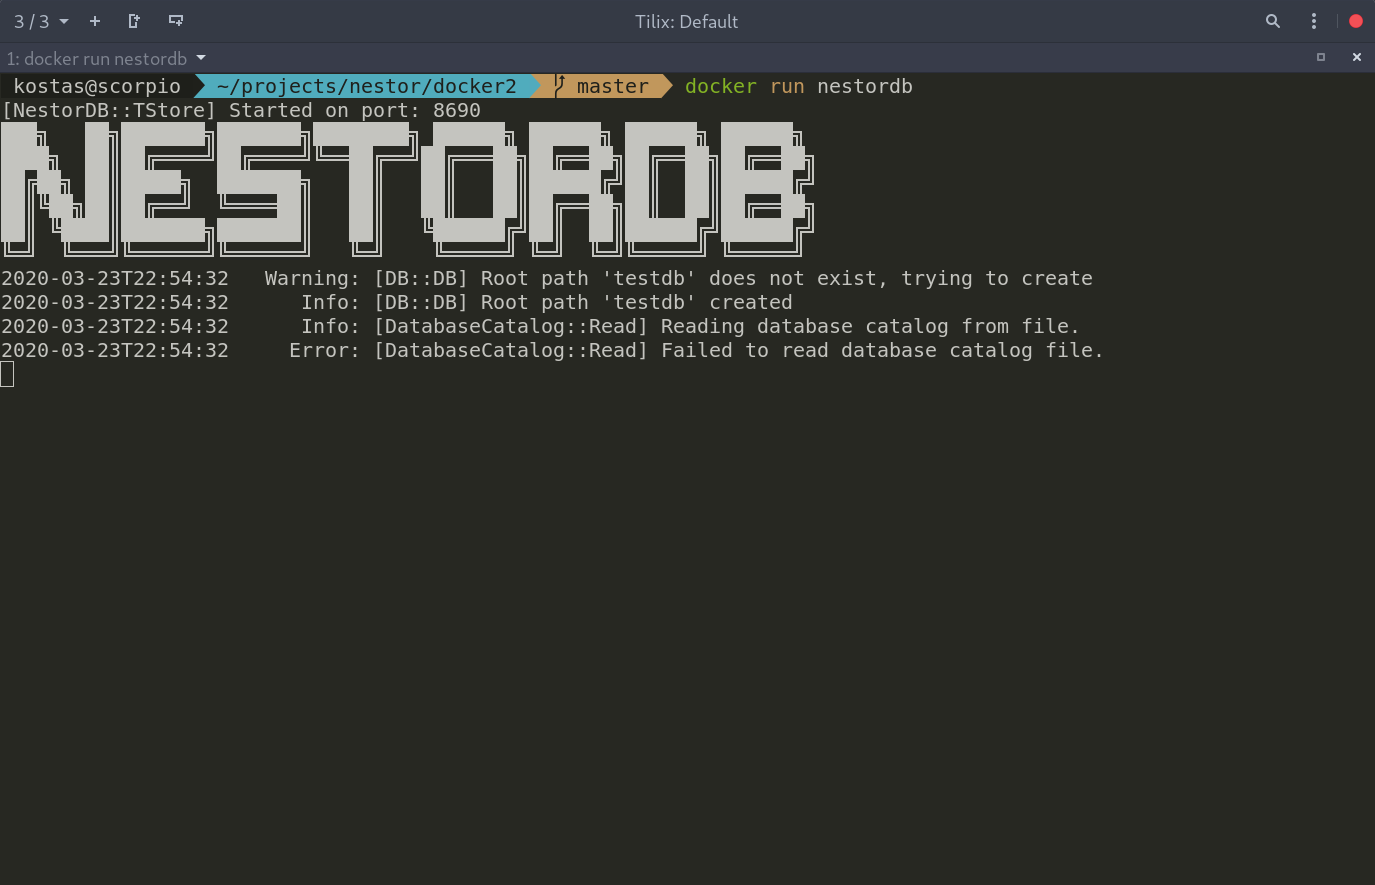 3 / 3
Tilix: Default
1: docker run nestordb
kostas@scorpio ~/projects/nestor/docker2 master docker run nestordb
[NestorDB::TStore] Started on port: 8690
NESTORDB
2020-03-23T22:54:32 Warning: [DB::DB] Root path 'testdb' does not exist, trying to create
2020-03-23T22:54:32 Info: [DB::DB] Root path 'testdb' created
2020-03-23T22:54:32 Info: [DatabaseCatalog::Read] Reading database catalog from file.
2020-03-23T22:54:32 Error: [DatabaseCatalog::Read] Failed to read database catalog file.